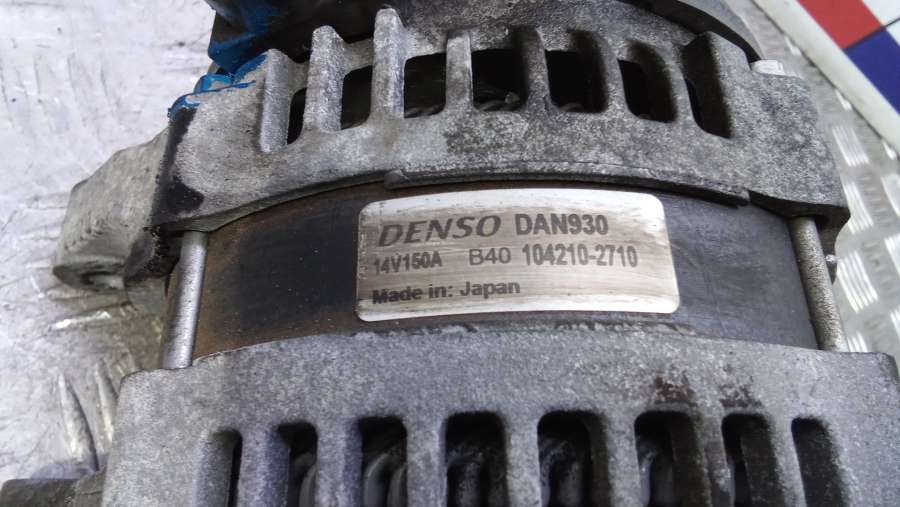 DENSO DAN930
14V150A B40 104210-2710
Made in: Japan